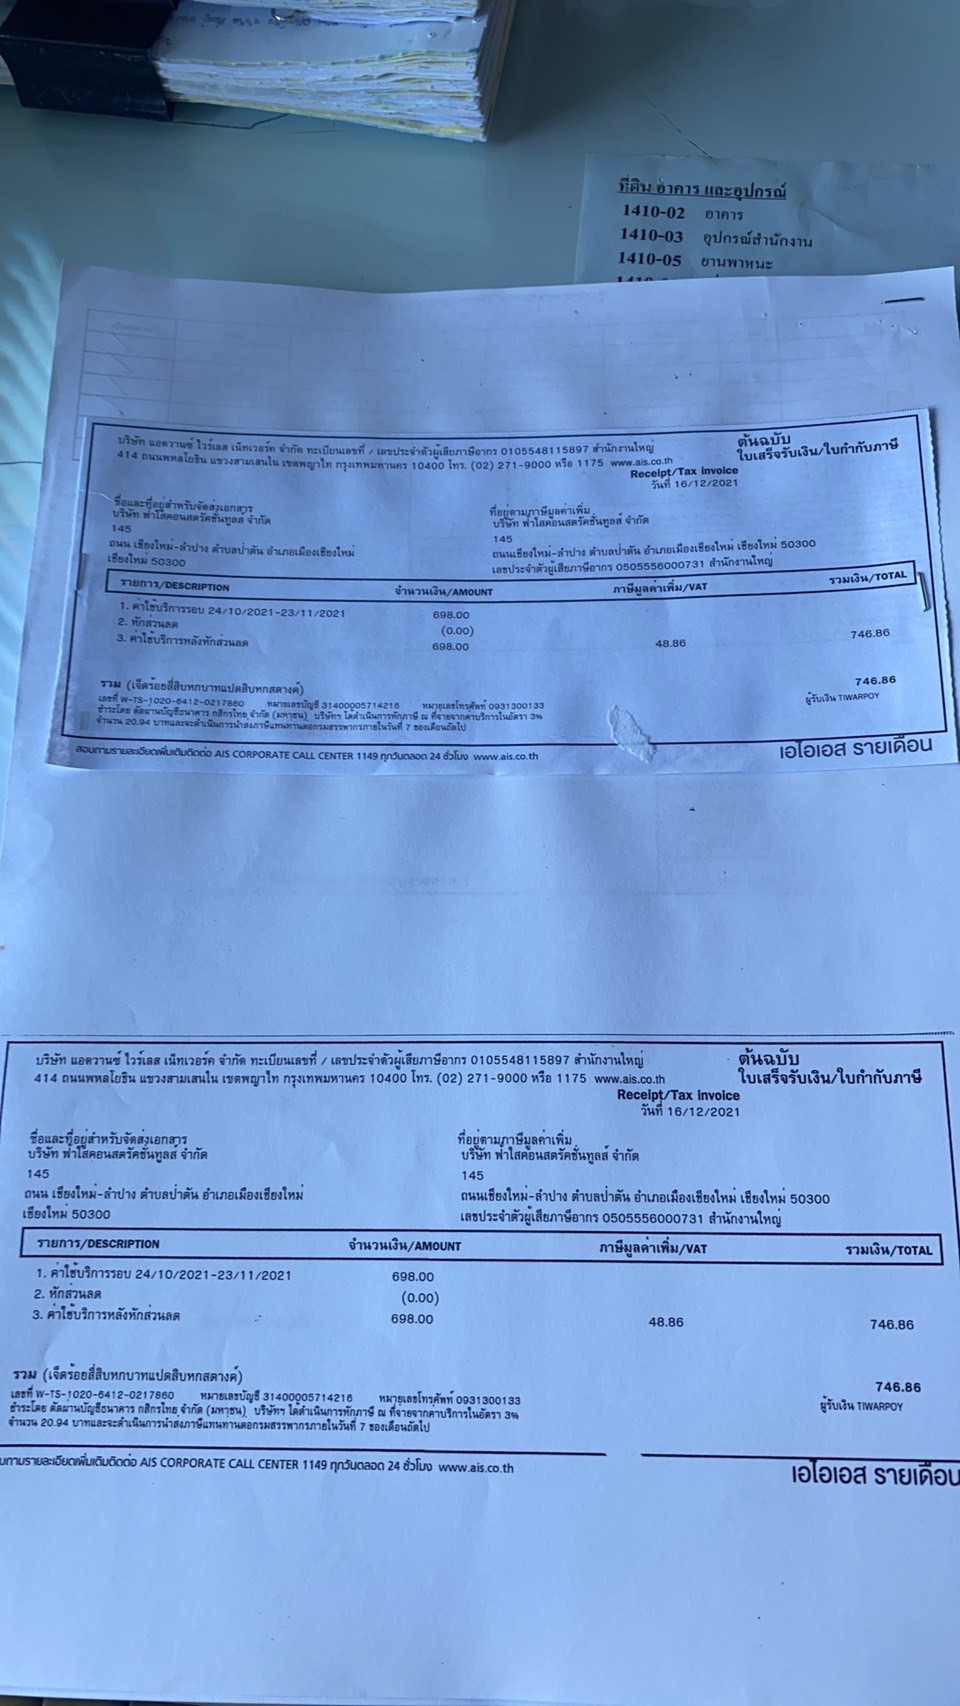 ที่ดิน อาคาร และอุปกรณ์
1410-02 อาคาร
1410-03 อุปกรณ์สำนักงาน
1410-05 ยานพาหนะ
บริษัท แอดวานซ์ ไวร์เลส เน็ทเวอร์ค จำกัด ทะเบียนเลขที่ / เลขประจำตัวผู้เสียภาษีอากร 0105548115897 สำนักงานใหญ่
414 ถนนพหลโยธิน แขวงสามเสนใน เขตพญาไท กรุงเทพมหานคร 10400 โทร. (02) 271-9000 หรือ 1175 www.ais.co.th
ต้นฉบับ
ใบเสร็จรับเงิน/ใบกำกับภาษี
Receipt/Tax Invoice
วันที่ 16/12/2021
ชื่อและที่อยู่สำหรับจัดส่งเอกสาร
บริษัท ฟ้าใสคอนสตรัคชั่นทูลส์ จำกัด
145
ถนน เชียงใหม่-ลำปาง ตำบลป่าตัน อำเภอเมืองเชียงใหม่
เชียงใหม่ 50300
ที่อยู่ตามภาษีมูลค่าเพิ่ม
บริษัท ฟ้าใสคอนสตรัคชั่นทูลส์ จำกัด
145
ถนนเชียงใหม่-ลำปาง ตำบลป่าตัน อำเภอเมืองเชียงใหม่ เชียงใหม่ 50300
เลขประจำตัวผู้เสียภาษีอากร 0505556000731 สำนักงานใหญ่
รายการ/DESCRIPTION จำนวนเงิน/AMOUNT ภาษีมูลค่าเพิ่ม/VAT รวมเงิน/TOTAL
1. ค่าใช้บริการรอบ 24/10/2021-23/11/2021 698.00
2. หักส่วนลด (0.00)
3. ค่าใช้บริการหลังหักส่วนลด 698.00 48.86 746.86
รวม (เจ็ดร้อยสี่สิบหกบาทแปดสิบหกสตางค์) 746.86
เลขที่ W-TS-1020-6412-0217860 หมายเลขบัญชี 31400005714216 หมายเลขโทรศัพท์ 0931300133 ผู้รับเงิน TIWARPOY
ชำระโดย ตัดผ่านบัญชีธนาคาร กสิกรไทย จำกัด (มหาชน) บริษัทฯ ได้ดำเนินการหักภาษี ณ ที่จ่ายจากค่าบริการในอัตรา 3%
จำนวน 20.94 บาทและจะดำเนินการนำส่งภาษีแทนท่านต่อกรมสรรพากรภายในวันที่ 7 ของเดือนถัดไป
สอบถามรายละเอียดเพิ่มเติมติดต่อ AIS CORPORATE CALL CENTER 1149 ทุกวันตลอด 24 ชั่วโมง www.ais.co.th
เอไอเอส รายเดือน
บริษัท แอดวานซ์ ไวร์เลส เน็ทเวอร์ค จำกัด ทะเบียนเลขที่ / เลขประจำตัวผู้เสียภาษีอากร 0105548115897 สำนักงานใหญ่
414 ถนนพหลโยธิน แขวงสามเสนใน เขตพญาไท กรุงเทพมหานคร 10400 โทร. (02) 271-9000 หรือ 1175 www.ais.co.th
ต้นฉบับ
ใบเสร็จรับเงิน/ใบกำกับภาษี
Receipt/Tax Invoice
วันที่ 16/12/2021
ชื่อและที่อยู่สำหรับจัดส่งเอกสาร
บริษัท ฟ้าใสคอนสตรัคชั่นทูลส์ จำกัด
145
ถนน เชียงใหม่-ลำปาง ตำบลป่าตัน อำเภอเมืองเชียงใหม่
เชียงใหม่ 50300
ที่อยู่ตามภาษีมูลค่าเพิ่ม
บริษัท ฟ้าใสคอนสตรัคชั่นทูลส์ จำกัด
145
ถนนเชียงใหม่-ลำปาง ตำบลป่าตัน อำเภอเมืองเชียงใหม่ เชียงใหม่ 50300
เลขประจำตัวผู้เสียภาษีอากร 0505556000731 สำนักงานใหญ่
รายการ/DESCRIPTION จำนวนเงิน/AMOUNT ภาษีมูลค่าเพิ่ม/VAT รวมเงิน/TOTAL
1. ค่าใช้บริการรอบ 24/10/2021-23/11/2021 698.00
2. หักส่วนลด (0.00)
3. ค่าใช้บริการหลังหักส่วนลด 698.00 48.86 746.86
รวม (เจ็ดร้อยสี่สิบหกบาทแปดสิบหกสตางค์) 746.86
เลขที่ W-TS-1020-6412-0217860 หมายเลขบัญชี 31400005714216 หมายเลขโทรศัพท์ 0931300133 ผู้รับเงิน TIWARPOY
ชำระโดย ตัดผ่านบัญชีธนาคาร กสิกรไทย จำกัด (มหาชน) บริษัทฯ ได้ดำเนินการหักภาษี ณ ที่จ่ายจากค่าบริการในอัตรา 3%
จำนวน 20.94 บาทและจะดำเนินการนำส่งภาษีแทนท่านต่อกรมสรรพากรภายในวันที่ 7 ของเดือนถัดไป
บถามรายละเอียดเพิ่มเติมติดต่อ AIS CORPORATE CALL CENTER 1149 ทุกวันตลอด 24 ชั่วโมง www.ais.co.th
เอไอเอส รายเดือน